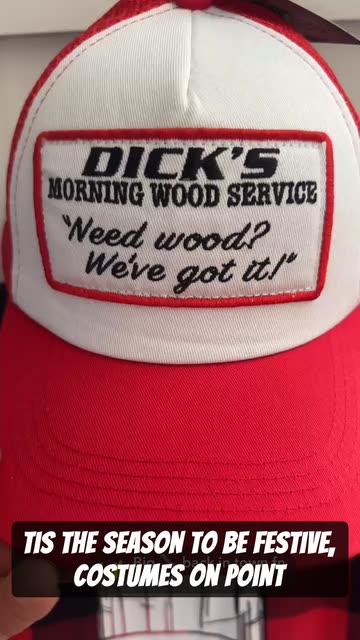 DICK'S
MORNING WOOD SERVICE
"Need wood?
We've got it!"
TIS THE SEASON TO BE FESTIVE,
COSTUMES ON POINT